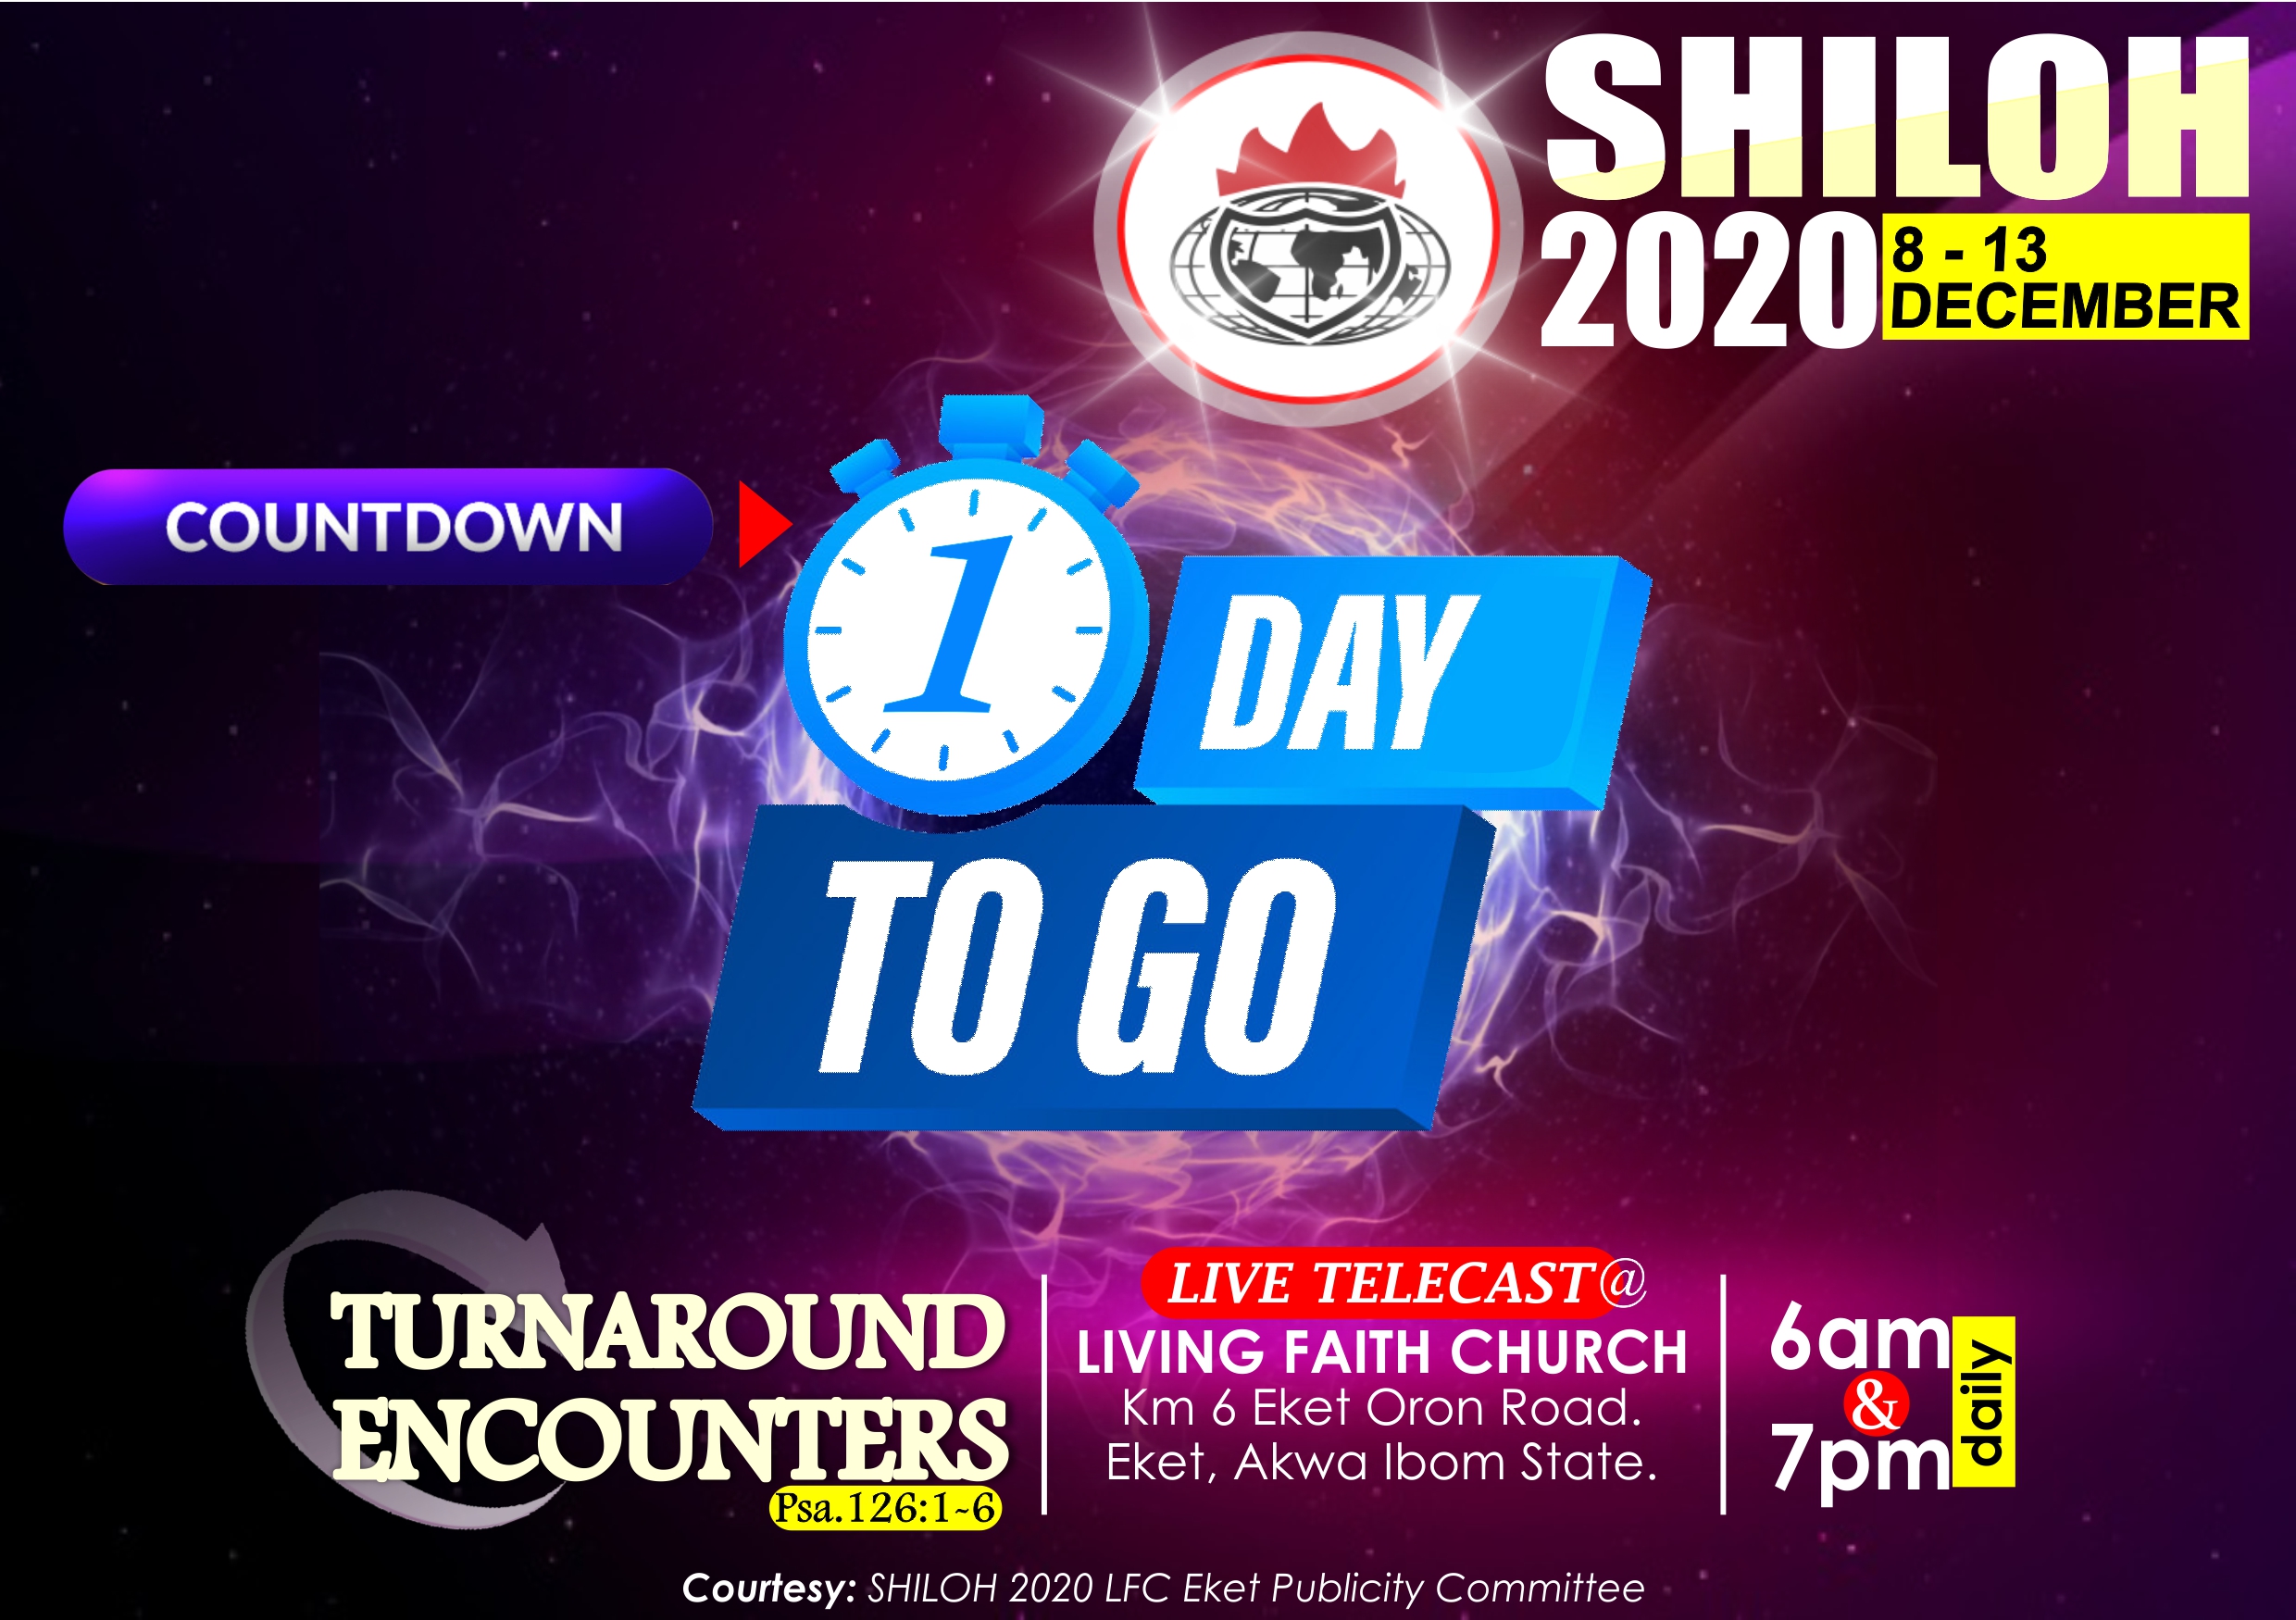 SHILOH
2020
8 - 13
DECEMBER
COUNTDOWN
1
DAY
TO GO
TURNAROUND
ENCOUNTERS
Psa.126:1~6
LIVE TELECAST@
LIVING FAITH CHURCH
Km 6 Eket Oron Road.
Eket, Akwa Ibom State.
6am
&
7pm
daily
Courtesy: SHILOH 2020 LFC Eket Publicity Committee